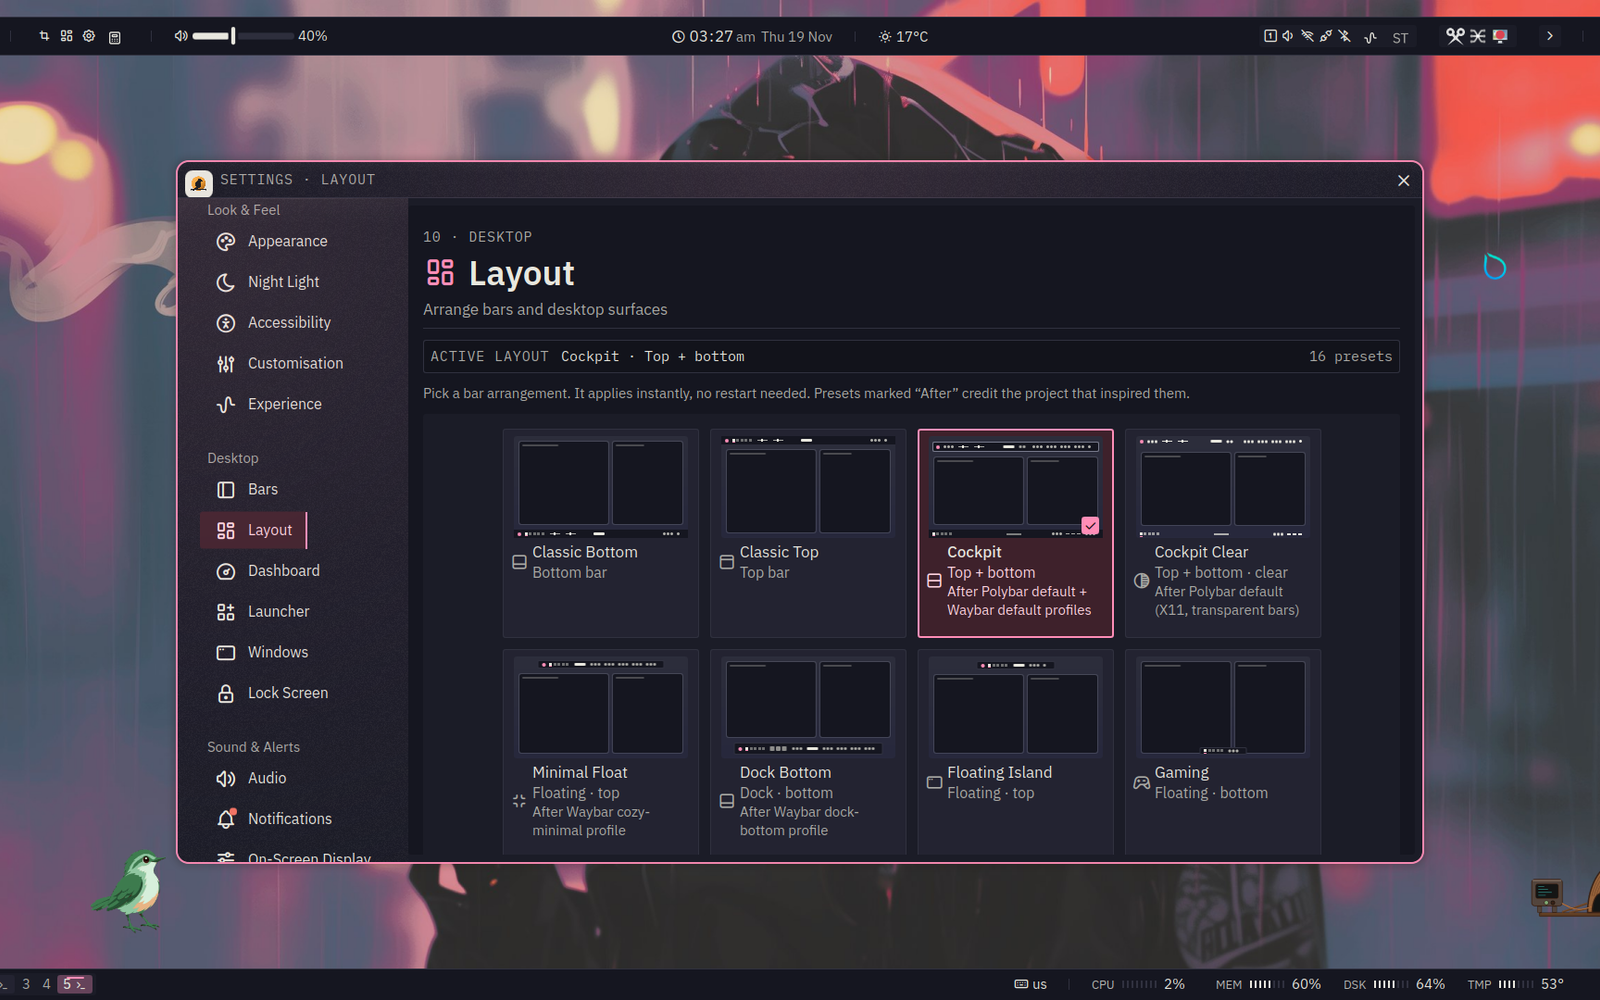 40%
03:27 am Thu 19 Nov
17°C
ST
SETTINGS · LAYOUT
Look & Feel
Appearance
Night Light
Accessibility
Customisation
Experience
Desktop
Bars
Layout
Dashboard
Launcher
Windows
Lock Screen
Sound & Alerts
Audio
Notifications
On-Screen Display
10 · DESKTOP
Layout
Arrange bars and desktop surfaces
ACTIVE LAYOUT Cockpit · Top + bottom
16 presets
Pick a bar arrangement. It applies instantly, no restart needed. Presets marked “After” credit the project that inspired them.
Classic Bottom
Bottom bar
Classic Top
Top bar
Cockpit
Top + bottom
After Polybar default +
Waybar default profiles
Cockpit Clear
Top + bottom · clear
After Polybar default
(X11, transparent bars)
Minimal Float
Floating · top
After Waybar cozy-
minimal profile
Dock Bottom
Dock · bottom
After Waybar dock-
bottom profile
Floating Island
Floating · top
Gaming
Floating · bottom
3 4 5
us
CPU 2%
MEM 60%
DSK 64%
TMP 53°